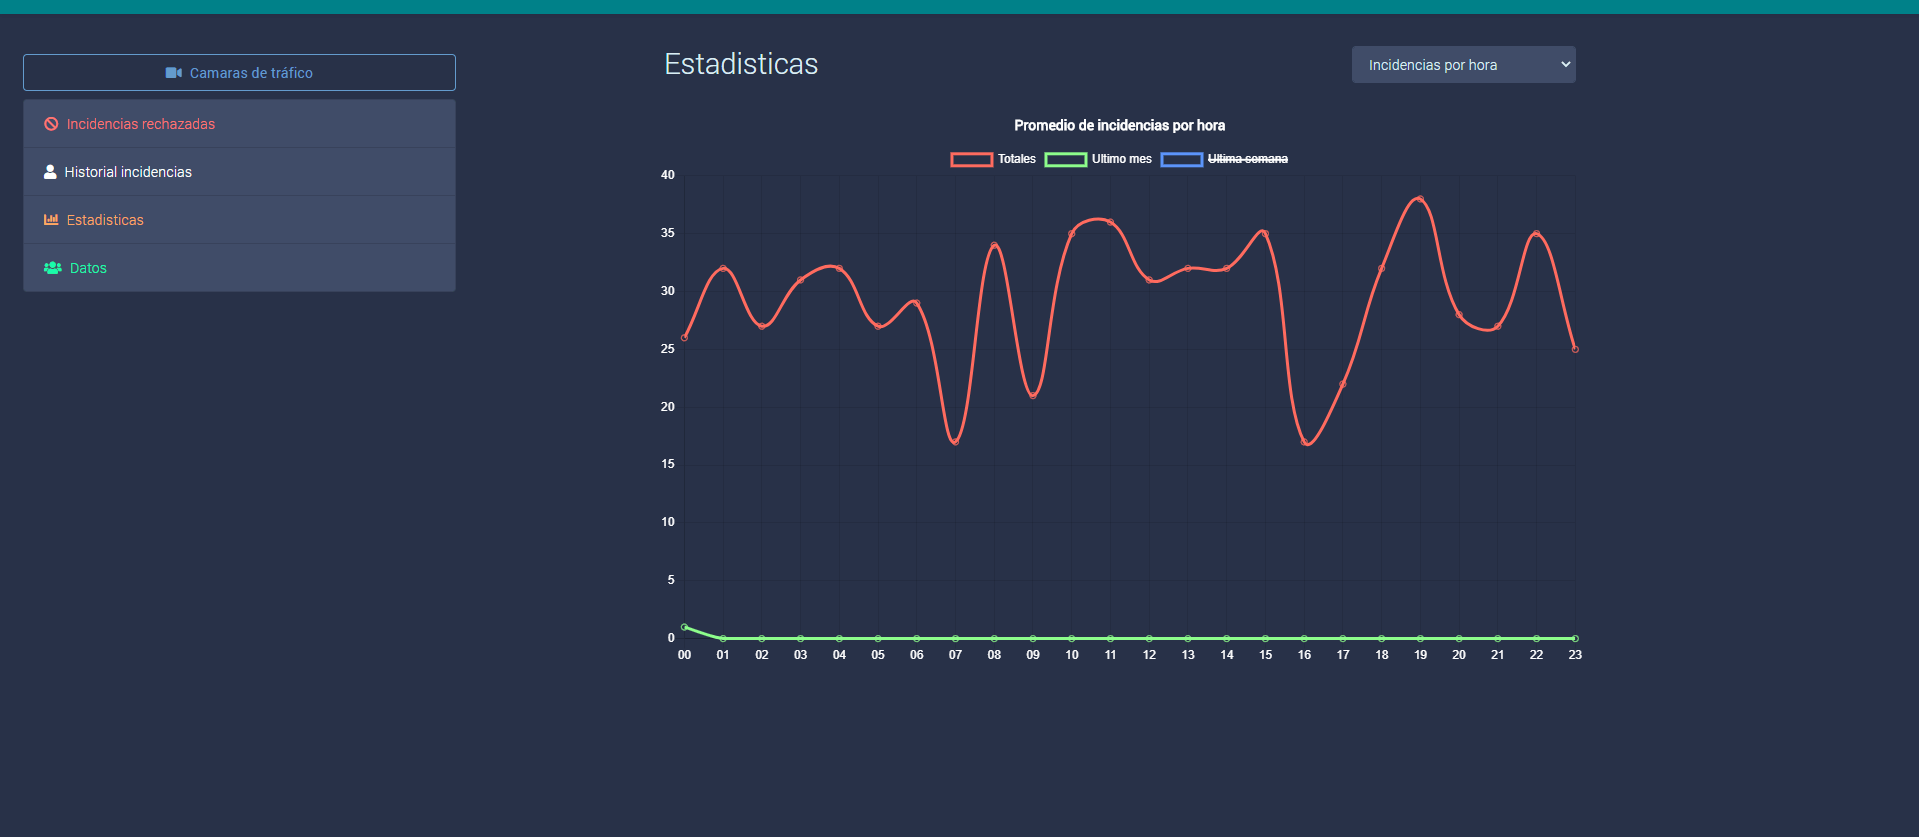 Camaras de tráfico
Incidencias rechazadas
Historial incidencias
Estadisticas
Datos
Estadisticas
Incidencias por hora
Promedio de incidencias por hora
Totales Ultimo mes Ultima semana
40
35
30
25
20
15
10
5
0
00 01 02 03 04 05 06 07 08 09 10 11 12 13 14 15 16 17 18 19 20 21 22 23